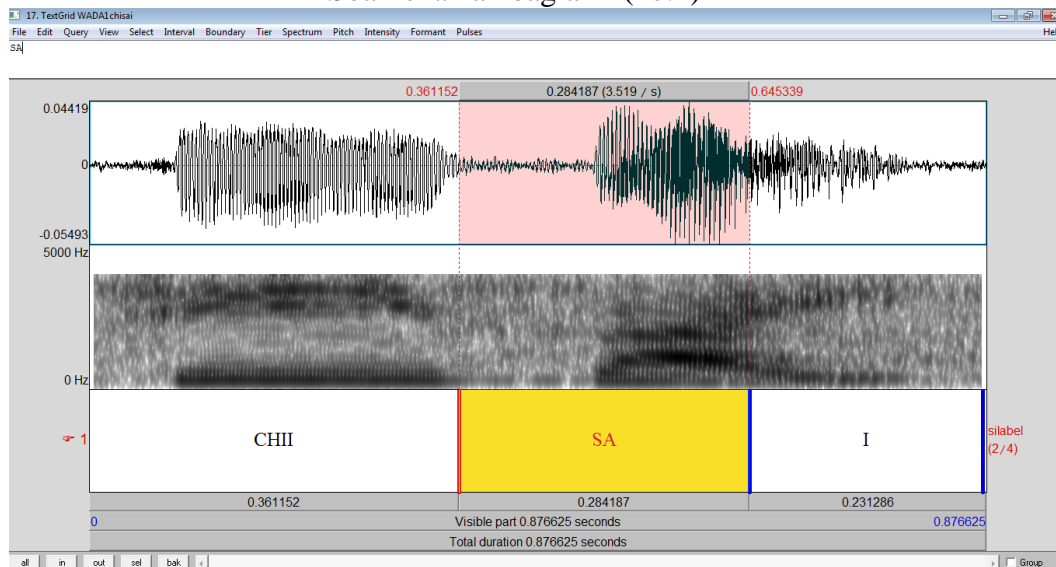 17. TextGrid WADA1chisai
File Edit Query View Select Interval Boundary Tier Spectrum Pitch Intensity Formant Pulses Hel
SA
0.361152 0.284187 (3.519 / s) 0.645339
0.04419
0
-0.05493
5000 Hz
0 Hz
1 CHII SA I silabel
(2/4)
0.361152 0.284187 0.231286
0 Visible part 0.876625 seconds 0.876625
Total duration 0.876625 seconds
all in out sel bak Group